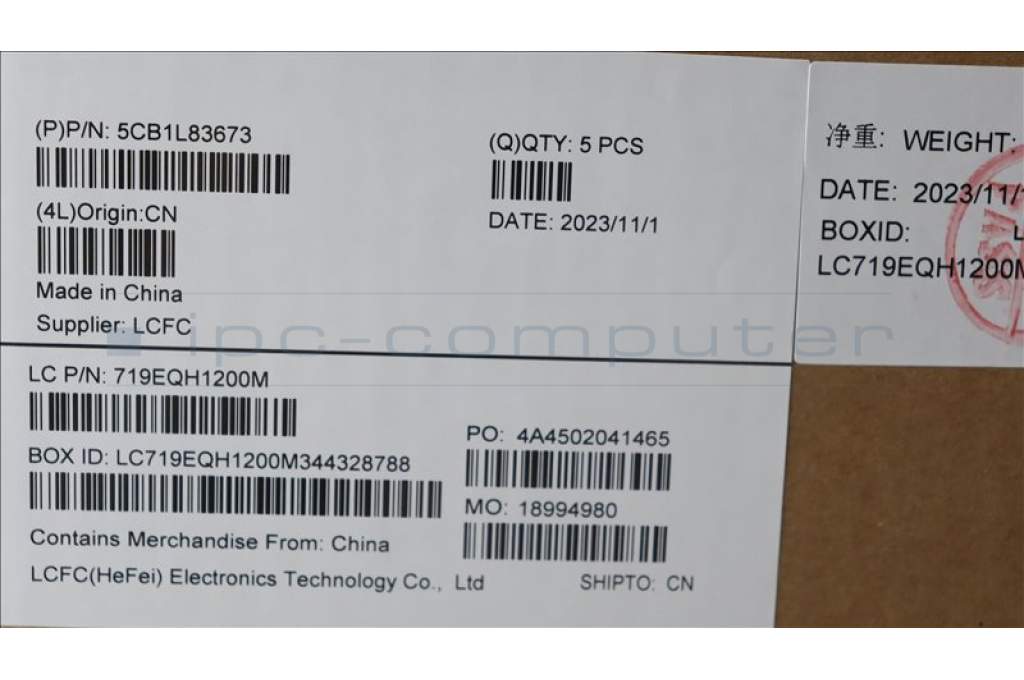 (P)P/N: 5CB1L83673
(4L)Origin:CN
Made in China
Supplier: LCFC
(Q)QTY: 5 PCS
DATE: 2023/11/1
净重: WEIGHT:
DATE: 2023/11/
BOXID:
LC719EQH1200M
ipc-computer
LC P/N: 719EQH1200M
BOX ID: LC719EQH1200M344328788
PO: 4A4502041465
MO: 18994980
Contains Merchandise From: China
LCFC(HeFei) Electronics Technology Co., Ltd
SHIPTO: CN